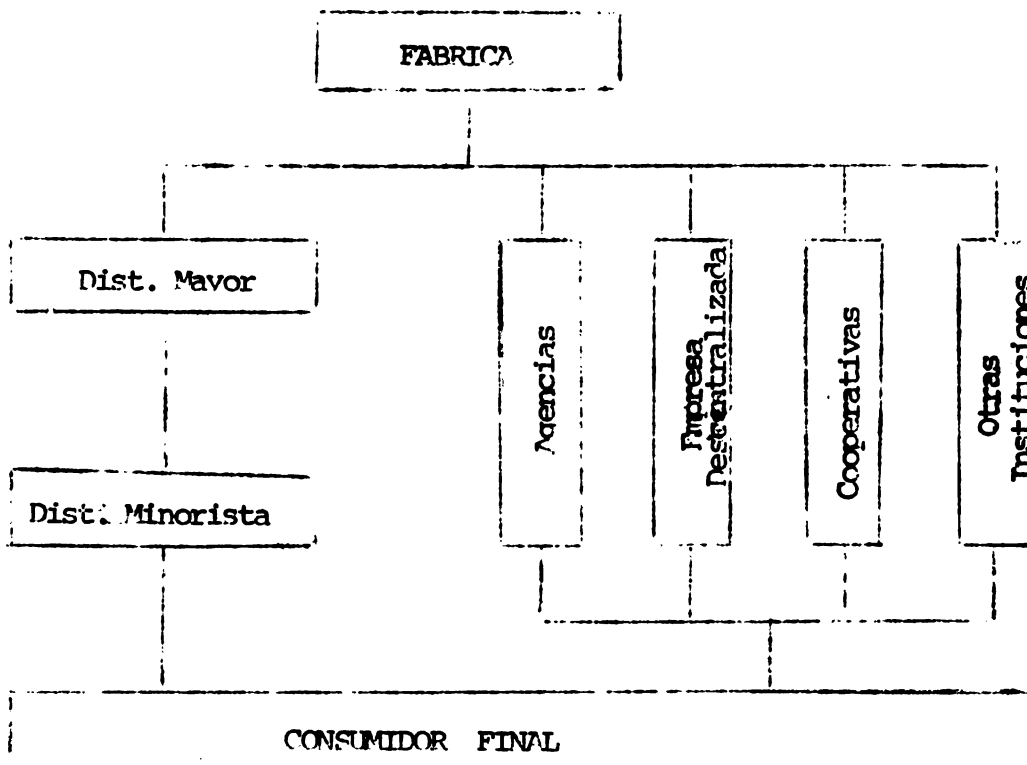 FABRICA
Dist. Mayor
Dist. Minorista
Agencias
Empresa
Descentralizada
Cooperativas
Otras
Instituciones
CONSUMIDOR FINAL